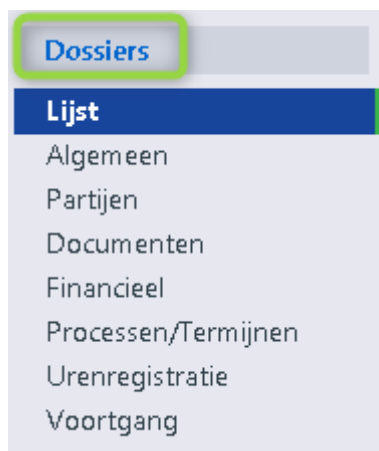 Dossiers
Lijst
Algemeen
Partijen
Documenten
Financieel
Processen/Termijnen
Urenregistratie
Voortgang